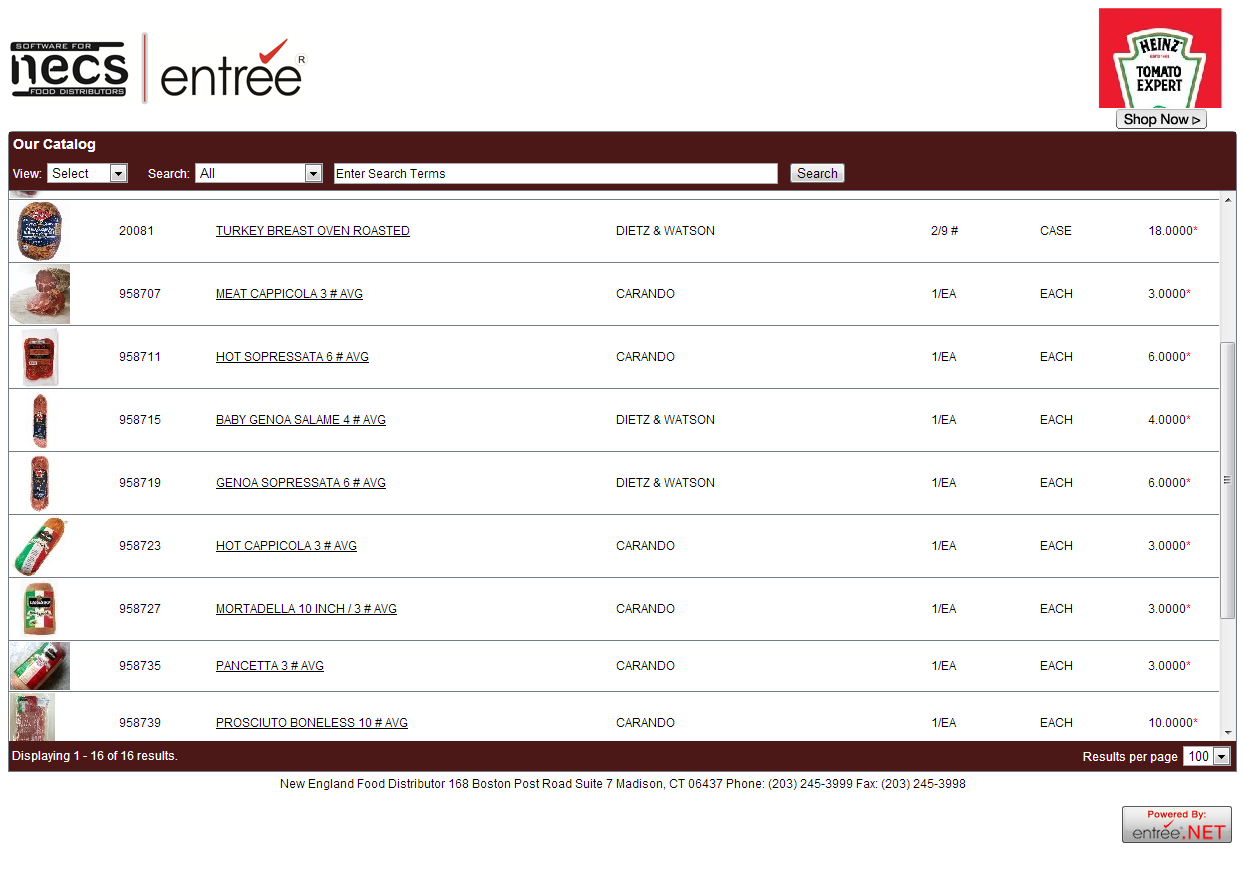 SOFTWARE FOR
necs
FOOD DISTRIBUTORS
entrée®
HEINZ
TOMATO
EXPERT
Shop Now >
Our Catalog
View: Select Search: All Enter Search Terms Search
20081 TURKEY BREAST OVEN ROASTED DIETZ & WATSON 2/9 # CASE 18.0000*
958707 MEAT CAPPICOLA 3 # AVG CARANDO 1/EA EACH 3.0000*
958711 HOT SOPRESSATA 6 # AVG CARANDO 1/EA EACH 6.0000*
958715 BABY GENOA SALAME 4 # AVG DIETZ & WATSON 1/EA EACH 4.0000*
958719 GENOA SOPRESSATA 6 # AVG DIETZ & WATSON 1/EA EACH 6.0000*
958723 HOT CAPPICOLA 3 # AVG CARANDO 1/EA EACH 3.0000*
958727 MORTADELLA 10 INCH / 3 # AVG CARANDO 1/EA EACH 3.0000*
958735 PANCETTA 3 # AVG CARANDO 1/EA EACH 3.0000*
958739 PROSCIUTO BONELESS 10 # AVG CARANDO 1/EA EACH 10.0000*
Displaying 1 - 16 of 16 results. Results per page 100
New England Food Distributor 168 Boston Post Road Suite 7 Madison, CT 06437 Phone: (203) 245-3999 Fax: (203) 245-3998
Powered By:
entrée.NET